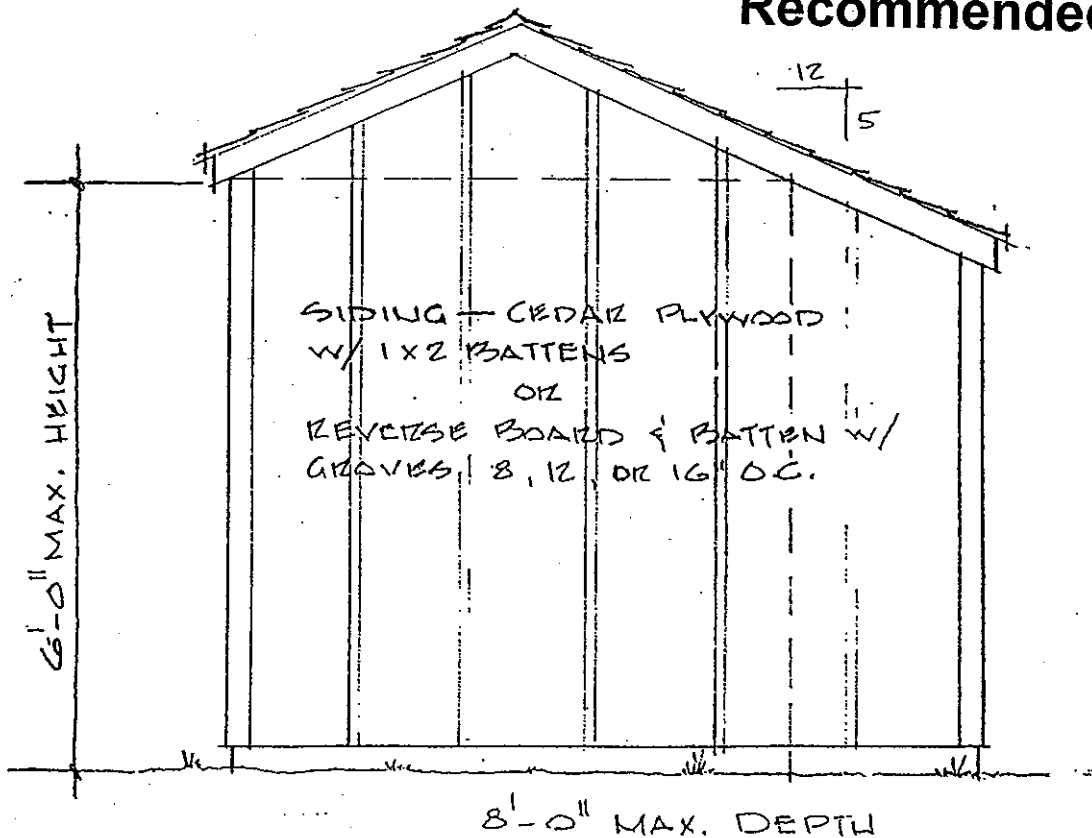 Recommended
12
5
SIDING — CEDAR PLYWOOD
W/ 1X2 BATTENS
OR
REVERSE BOARD & BATTEN W/
GROVES, 8, 12, OR 16" O.C.
6'-0" MAX. HEIGHT
8'-0" MAX. DEPTH